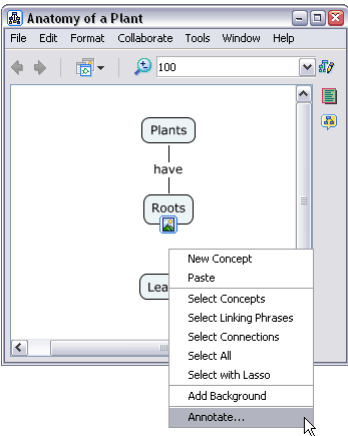 Anatomy of a Plant
File Edit Format Collaborate Tools Window Help
100
Plants
have
Roots
Lea
New Concept
Paste
Select Concepts
Select Linking Phrases
Select Connections
Select All
Select with Lasso
Add Background
Annotate...